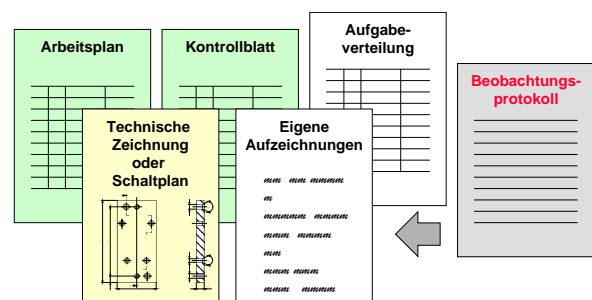 Arbeitsplan
Kontrollblatt
Aufgabe-
verteilung
Beobachtungs-
protokoll
Technische
Zeichnung
oder
Schaltplan
Eigene
Aufzeichnungen